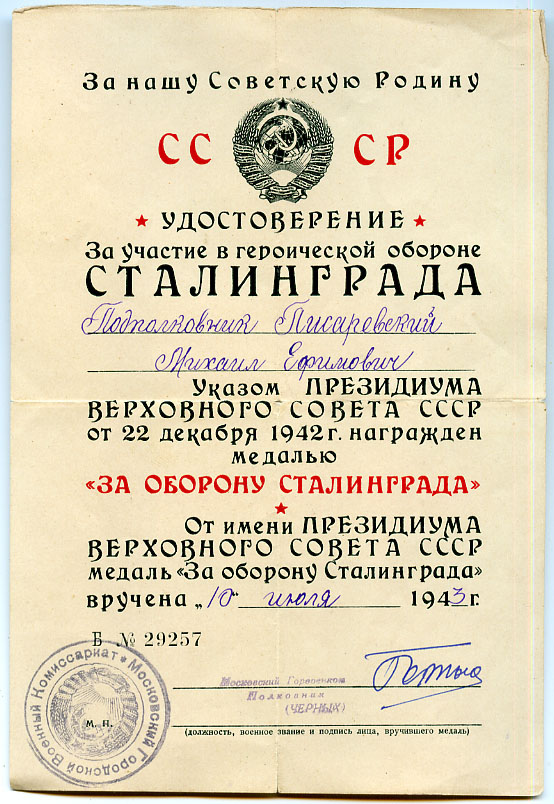 За нашу Советскую Родину
СССР
УДОСТОВЕРЕНИЕ
За участие в героической обороне
СТАЛИНГРАДА
Подполковник Писаревский
Михаил Ефимович
Указом ПРЕЗИДИУМА
ВЕРХОВНОГО СОВЕТА СССР
от 22 декабря 1942 г. награжден
медалью
«ЗА ОБОРОНУ СТАЛИНГРАДА»
От имени ПРЕЗИДИУМА
ВЕРХОВНОГО СОВЕТА СССР
медаль «За оборону Сталинграда»
вручена „10" июля 1943 г.
Б № 29257
Московский Городской Военный Комиссариат
М. П.
Московский Горвоенком
Полковник
(ЧЕРНЫХ)
(должность, военное звание и подпись лица, вручившего медаль)